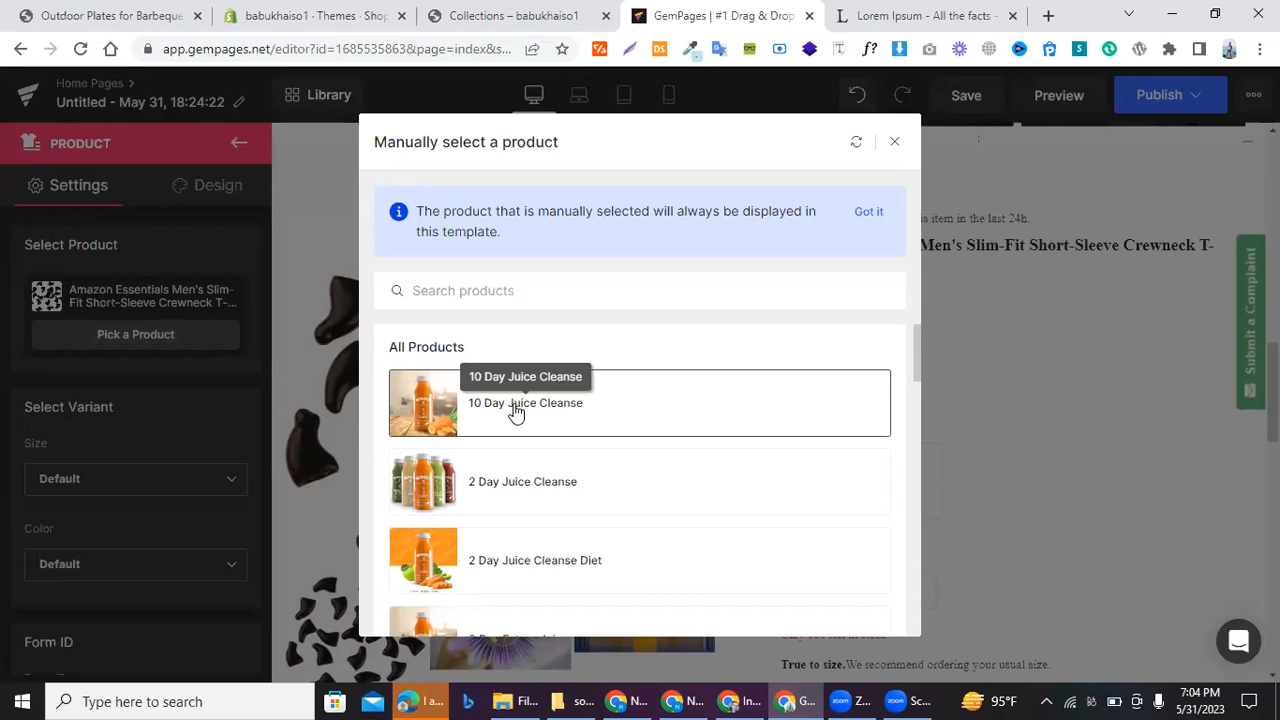 Outdoor Plates for Barbeque
babukhaiso1 · Themes · Shop
Collections – babukhaiso1
GemPages | #1 Drag & Drop
Lorem Ipsum - All the facts -
app.gempages.net/editor?id=1685535863&page=index&s...
Home Pages
Untitled - May 31, 18:24:22
Library
Save
Preview
Publish
PRODUCT
Settings
Design
Select Product
Amazon Essentials Men's Slim-
Fit Short-Sleeve Crewneck T-...
Pick a Product
Select Variant
Size
Default
Color
Default
Form ID
Manually select a product
The product that is manually selected will always be displayed in
this template.
Got it
Search products
All Products
10 Day Juice Cleanse
10 Day Juice Cleanse
2 Day Juice Cleanse
2 Day Juice Cleanse Diet
is item in the last 24h.
Men's Slim-Fit Short-Sleeve Crewneck T-
Submit a Complaint
True to size.We recommend ordering your usual size.
Type here to search
I a...
Fil...
so...
N...
N...
In...
G...
Z...
Sc...
95°F
7:04 PM
5/31/2023